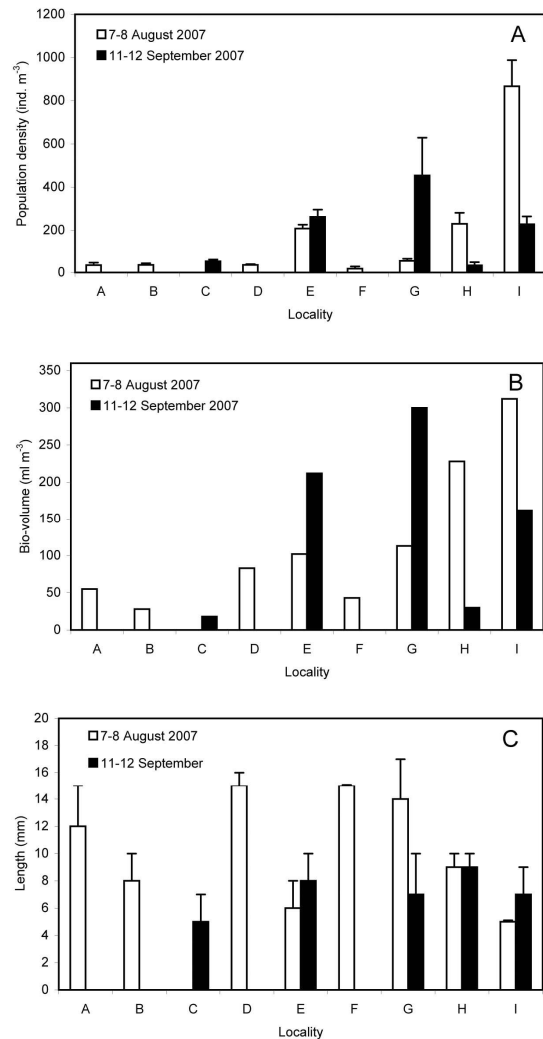 A
7-8 August 2007
11-12 September 2007
Population density (ind. m⁻³)
1200
1000
800
600
400
200
0
A B C D E F G H I
Locality
B
7-8 August 2007
11-12 September 2007
Bio-volume (ml m⁻³)
350
300
250
200
150
100
50
0
A B C D E F G H I
Locality
C
7-8 August 2007
11-12 September
Length (mm)
20
18
16
14
12
10
8
6
4
2
0
A B C D E F G H I
Locality